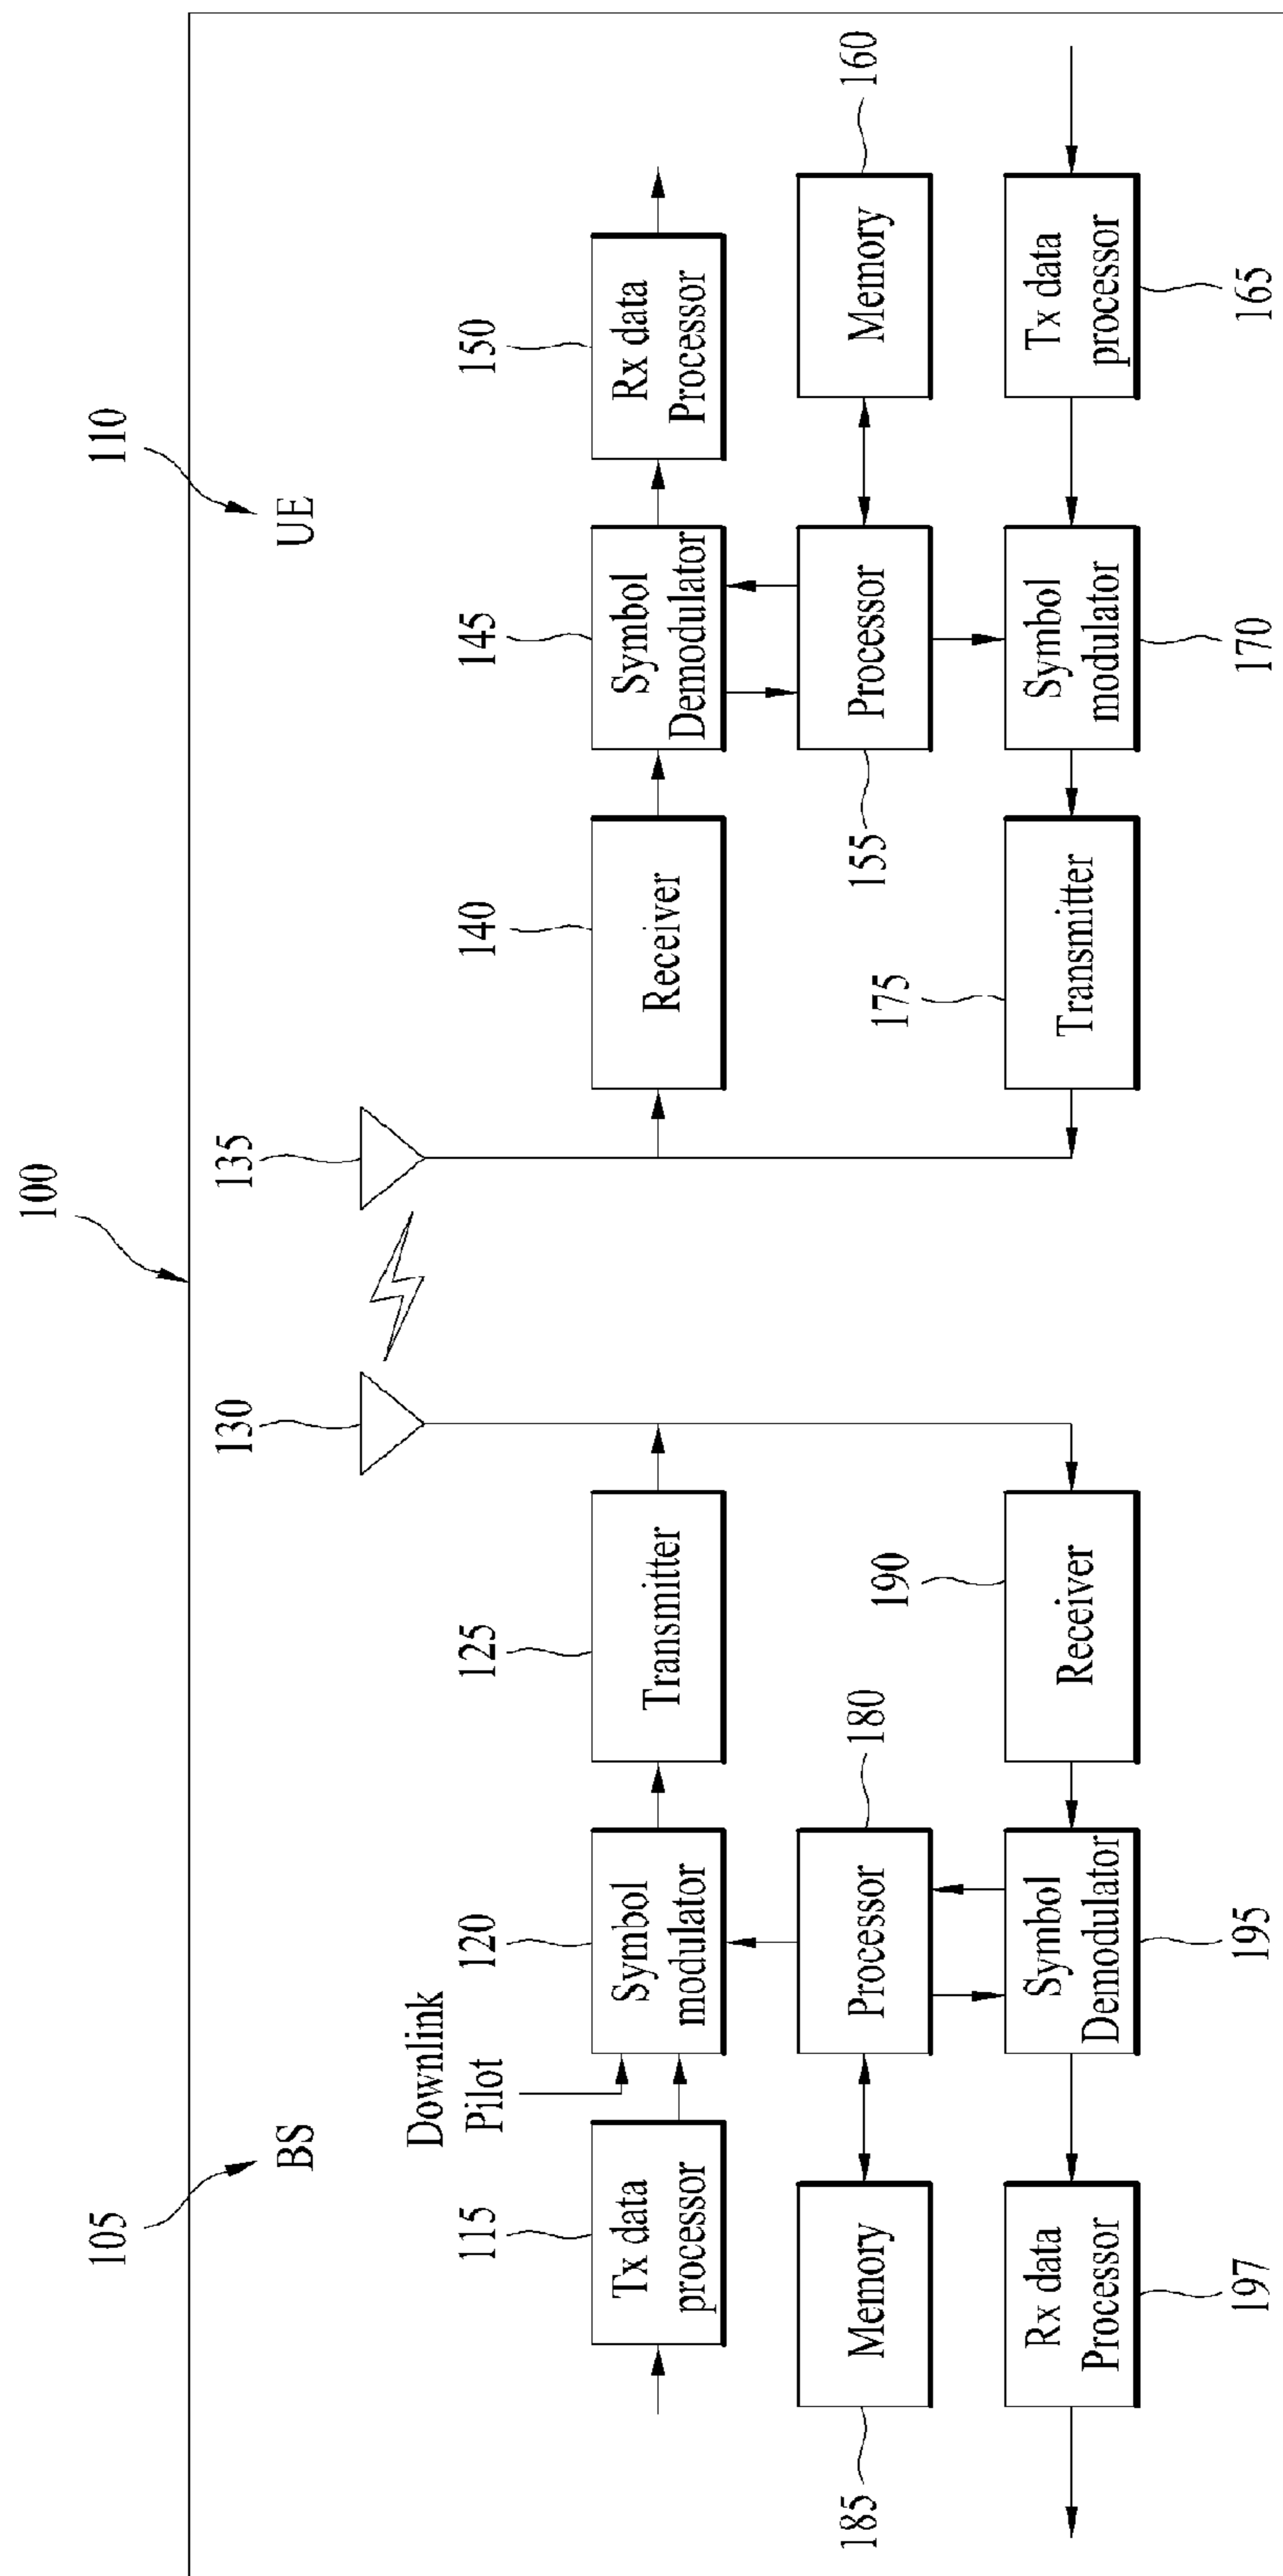 100
105
BS
110
UE
130
135
Downlink
Pilot
115
Tx data
processor
120
Symbol
modulator
125
Transmitter
140
Receiver
145
Symbol
Demodulator
150
Rx data
Processor
185
Memory
180
Processor
155
Processor
160
Memory
190
Receiver
175
Transmitter
197
Rx data
Processor
195
Symbol
Demodulator
170
Symbol
modulator
165
Tx data
processor